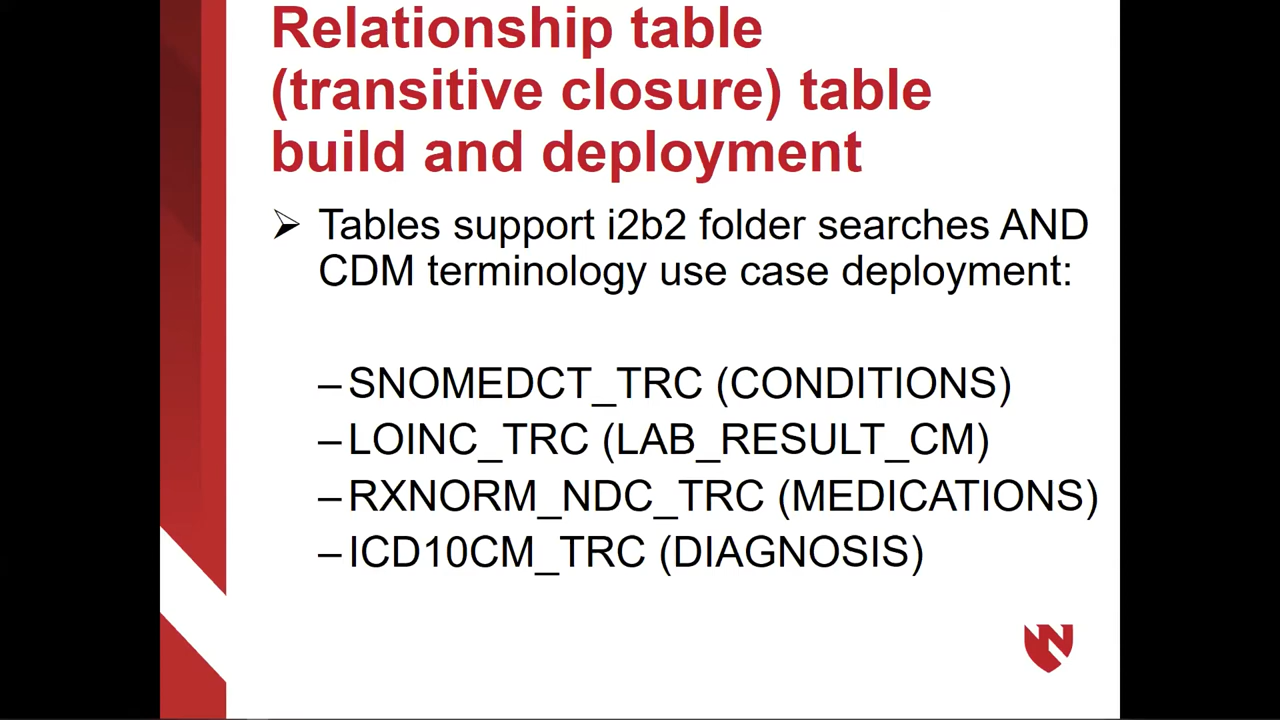 Relationship table
(transitive closure) table
build and deployment
➢ Tables support i2b2 folder searches AND
CDM terminology use case deployment:
–SNOMEDCT_TRC (CONDITIONS)
–LOINC_TRC (LAB_RESULT_CM)
–RXNORM_NDC_TRC (MEDICATIONS)
–ICD10CM_TRC (DIAGNOSIS)
N